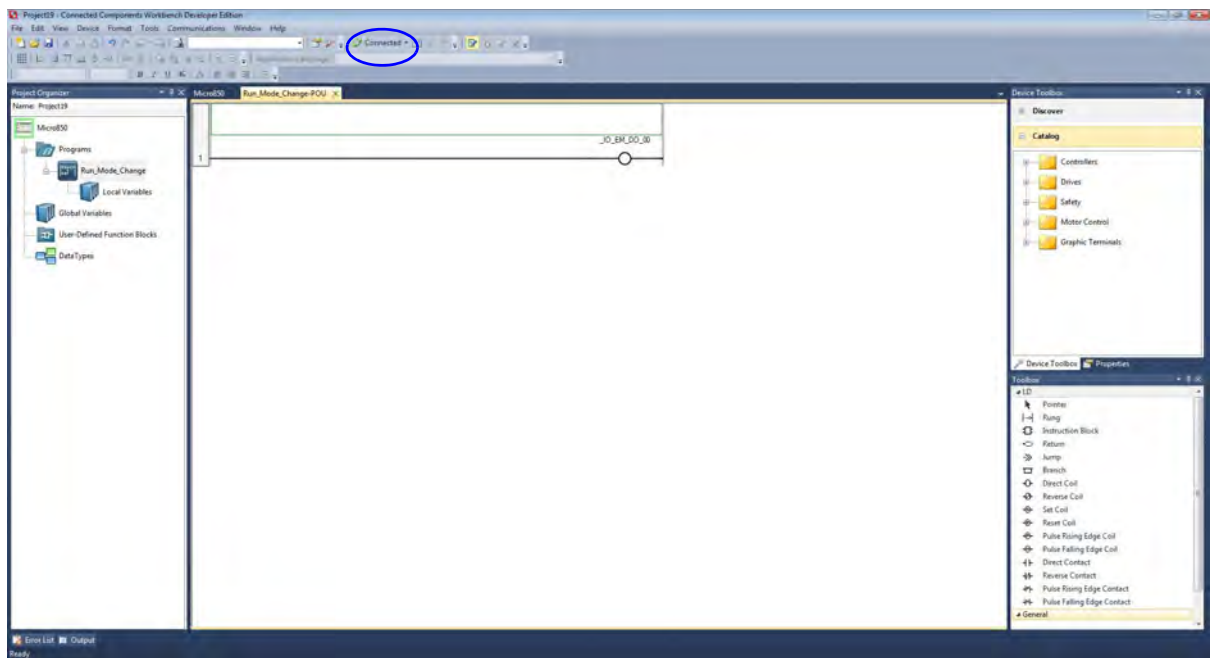 Project19 - Connected Components Workbench Developer Edition
File Edit View Device Format Tools Communications Window Help
Connected
Project Organizer
Micro850
Run_Mode_Change-POU
Device Toolbox
Name: Project19
Discover
Micro850
Catalog
_IO_EM_DO_00
Programs
1
Controllers
Run_Mode_Change
Drives
Local Variables
Safety
Global Variables
Motor Control
User-Defined Function Blocks
Graphic Terminals
DataTypes
Device Toolbox
Properties
Toolbox
LD
Pointer
Rung
Instruction Block
Return
Jump
Branch
Direct Coil
Reverse Coil
Set Coil
Reset Coil
Pulse Rising Edge Coil
Pulse Falling Edge Coil
Direct Contact
Reverse Contact
Pulse Rising Edge Contact
Pulse Falling Edge Contact
General
Error List
Output
Ready